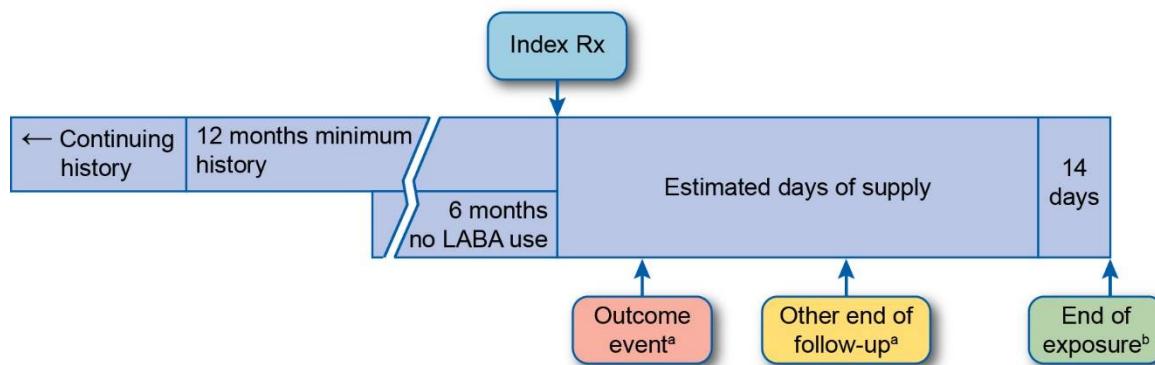 Index Rx
← Continuing
history
12 months minimum
history
6 months
no LABA use
Estimated days of supply
14
days
Outcome
eventᵃ
Other end of
follow-upᵃ
End of
exposureᵇ